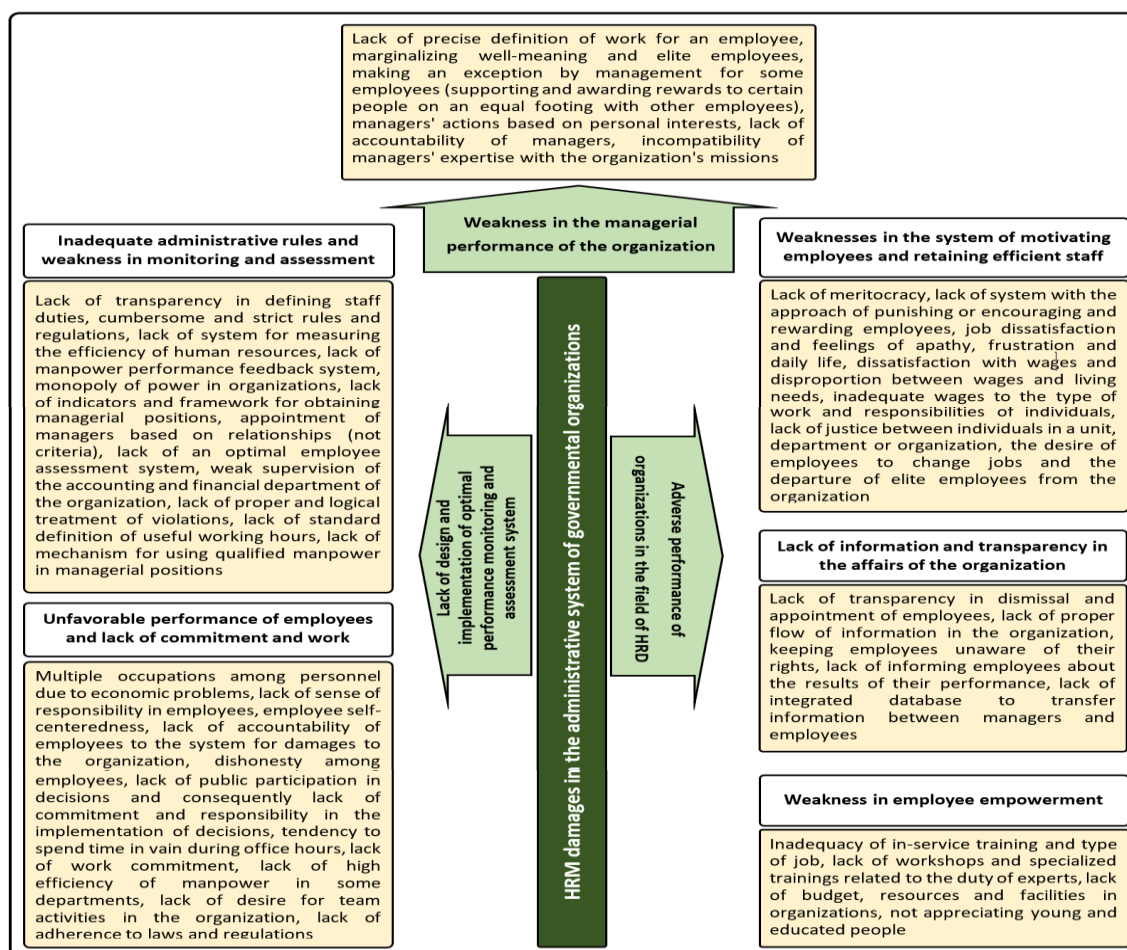 Lack of precise definition of work for an employee,
marginalizing well-meaning and elite employees,
making an exception by management for some
employees (supporting and awarding rewards to certain
people on an equal footing with other employees),
managers' actions based on personal interests, lack of
accountability of managers, incompatibility of
managers' expertise with the organization's missions
Weakness in the managerial
performance of the organization
Inadequate administrative rules and
weakness in monitoring and assessment
Lack of transparency in defining staff
duties, cumbersome and strict rules and
regulations, lack of system for measuring
the efficiency of human resources, lack of
manpower performance feedback system,
monopoly of power in organizations, lack
of indicators and framework for obtaining
managerial positions, appointment of
managers based on relationships (not
criteria), lack of an optimal employee
assessment system, weak supervision of
the accounting and financial department of
the organization, lack of proper and logical
treatment of violations, lack of standard
definition of useful working hours, lack of
mechanism for using qualified manpower
in managerial positions
Unfavorable performance of employees
and lack of commitment and work
Multiple occupations among personnel
due to economic problems, lack of sense of
responsibility in employees, employee self-
centeredness, lack of accountability of
employees to the system for damages to
the organization, dishonesty among
employees, lack of public participation in
decisions and consequently lack of
commitment and responsibility in the
implementation of decisions, tendency to
spend time in vain during office hours, lack
of work commitment, lack of high
efficiency of manpower in some
departments, lack of desire for team
activities in the organization, lack of
adherence to laws and regulations
Lack of design and
implementation of optimal
performance monitoring and
assessment system
HRM damages in the administrative system of governmental organizations
Adverse performance of
organizations in the field of HRD
Weaknesses in the system of motivating
employees and retaining efficient staff
Lack of meritocracy, lack of system with the
approach of punishing or encouraging and
rewarding employees, job dissatisfaction
and feelings of apathy, frustration and
daily life, dissatisfaction with wages and
disproportion between wages and living
needs, inadequate wages to the type of
work and responsibilities of individuals,
lack of justice between individuals in a unit,
department or organization, the desire of
employees to change jobs and the
departure of elite employees from the
organization
Lack of information and transparency in
the affairs of the organization
Lack of transparency in dismissal and
appointment of employees, lack of proper
flow of information in the organization,
keeping employees unaware of their
rights, lack of informing employees about
the results of their performance, lack of
integrated database to transfer
information between managers and
employees
Weakness in employee empowerment
Inadequacy of in-service training and type
of job, lack of workshops and specialized
trainings related to the duty of experts, lack
of budget, resources and facilities in
organizations, not appreciating young and
educated people